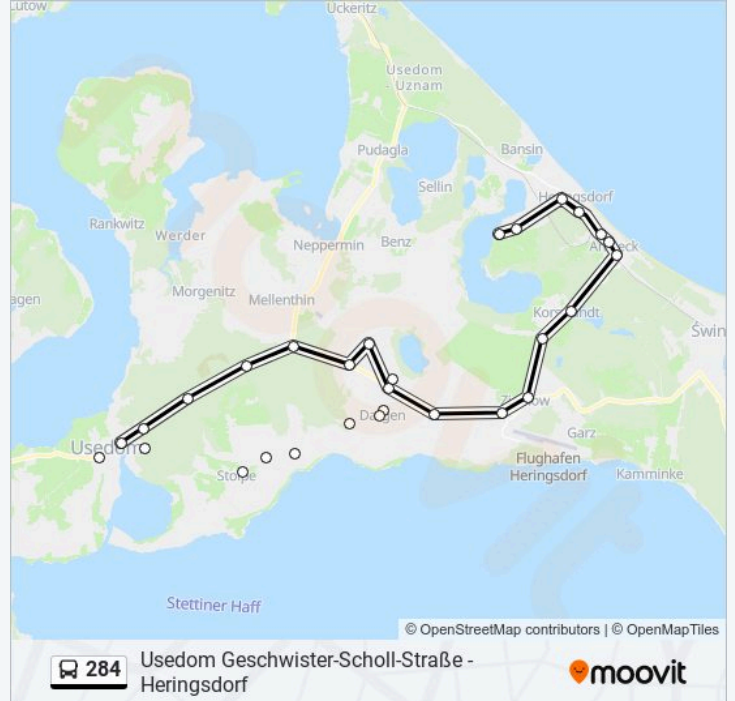 utow
Ückeritz
Usedom
- Uznam
Pudagla
Bansin
Sellin
Heringsdorf
Rankwitz
Werder
Neppermin
Benz
Ahlbeck
agen
Morgenitz
Mellenthin
Korswandt
Świn
Dargen
Zirchow
Usedom
Garz
Flughafen
Heringsdorf
Kamminke
Stolpe
Stettiner Haff
© OpenStreetMap contributors | © OpenMapTiles
284
Usedom Geschwister-Scholl-Straße -
Heringsdorf
moovit